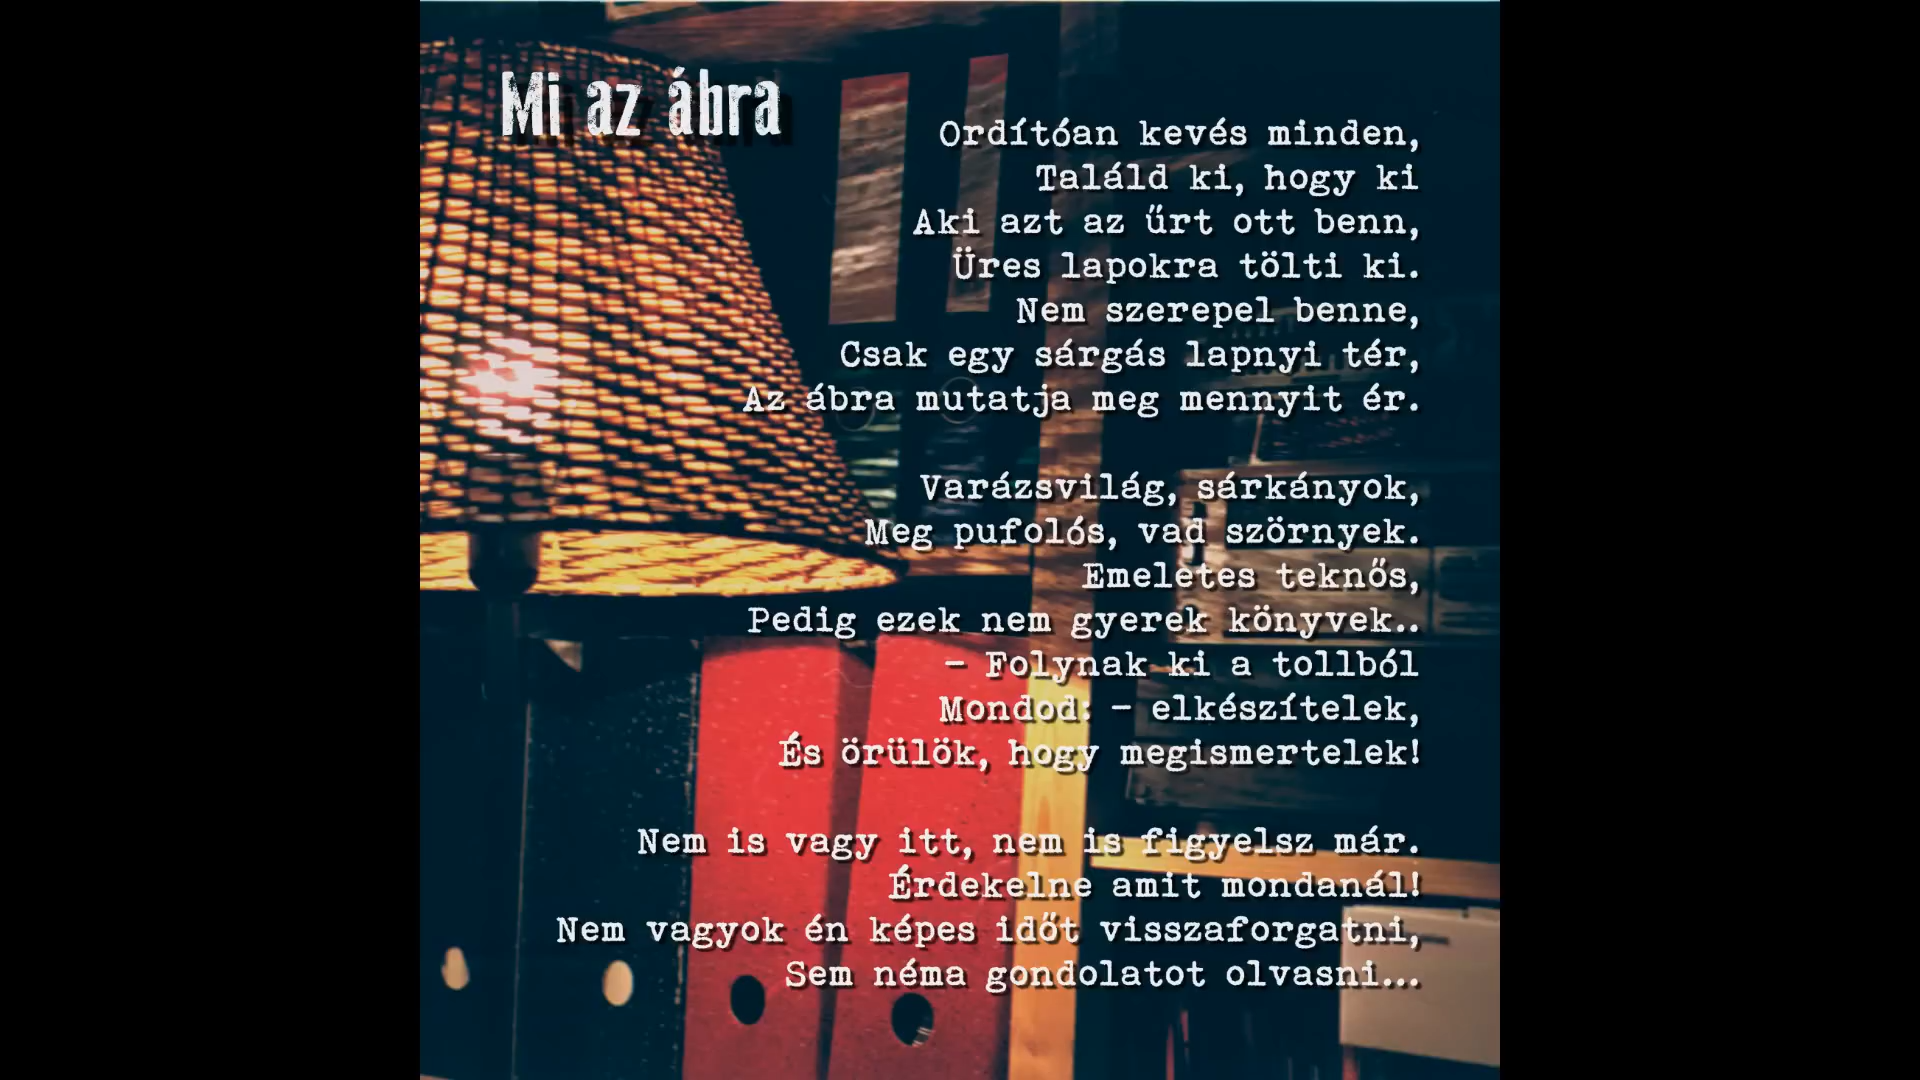 Mi az ábra
Ordítóan kevés minden,
Találd ki, hogy ki
Aki azt az űrt ott benn,
Üres lapokra tölti ki.
Nem szerepel benne,
Csak egy sárgás lapnyi tér,
Az ábra mutatja meg mennyit ér.
Varázsvilág, sárkányok,
Meg pufolós, vad szörnyek.
Emeletes teknős,
Pedig ezek nem gyerek könyvek..
- Folynak ki a tollból
Mondod: - elkészítelek,
És örülök, hogy megismertelek!
Nem is vagy itt, nem is figyelsz már.
Érdekelne amit mondanál!
Nem vagyok én képes időt visszaforgatni,
Sem néma gondolatot olvasni...